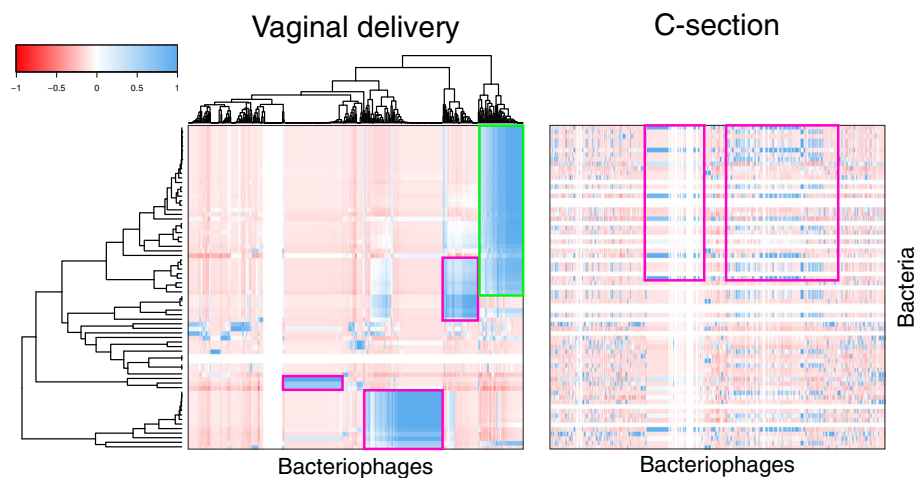 Vaginal delivery
C-section
−1
−0.5
0
0.5
1
Bacteria
Bacteriophages
Bacteriophages